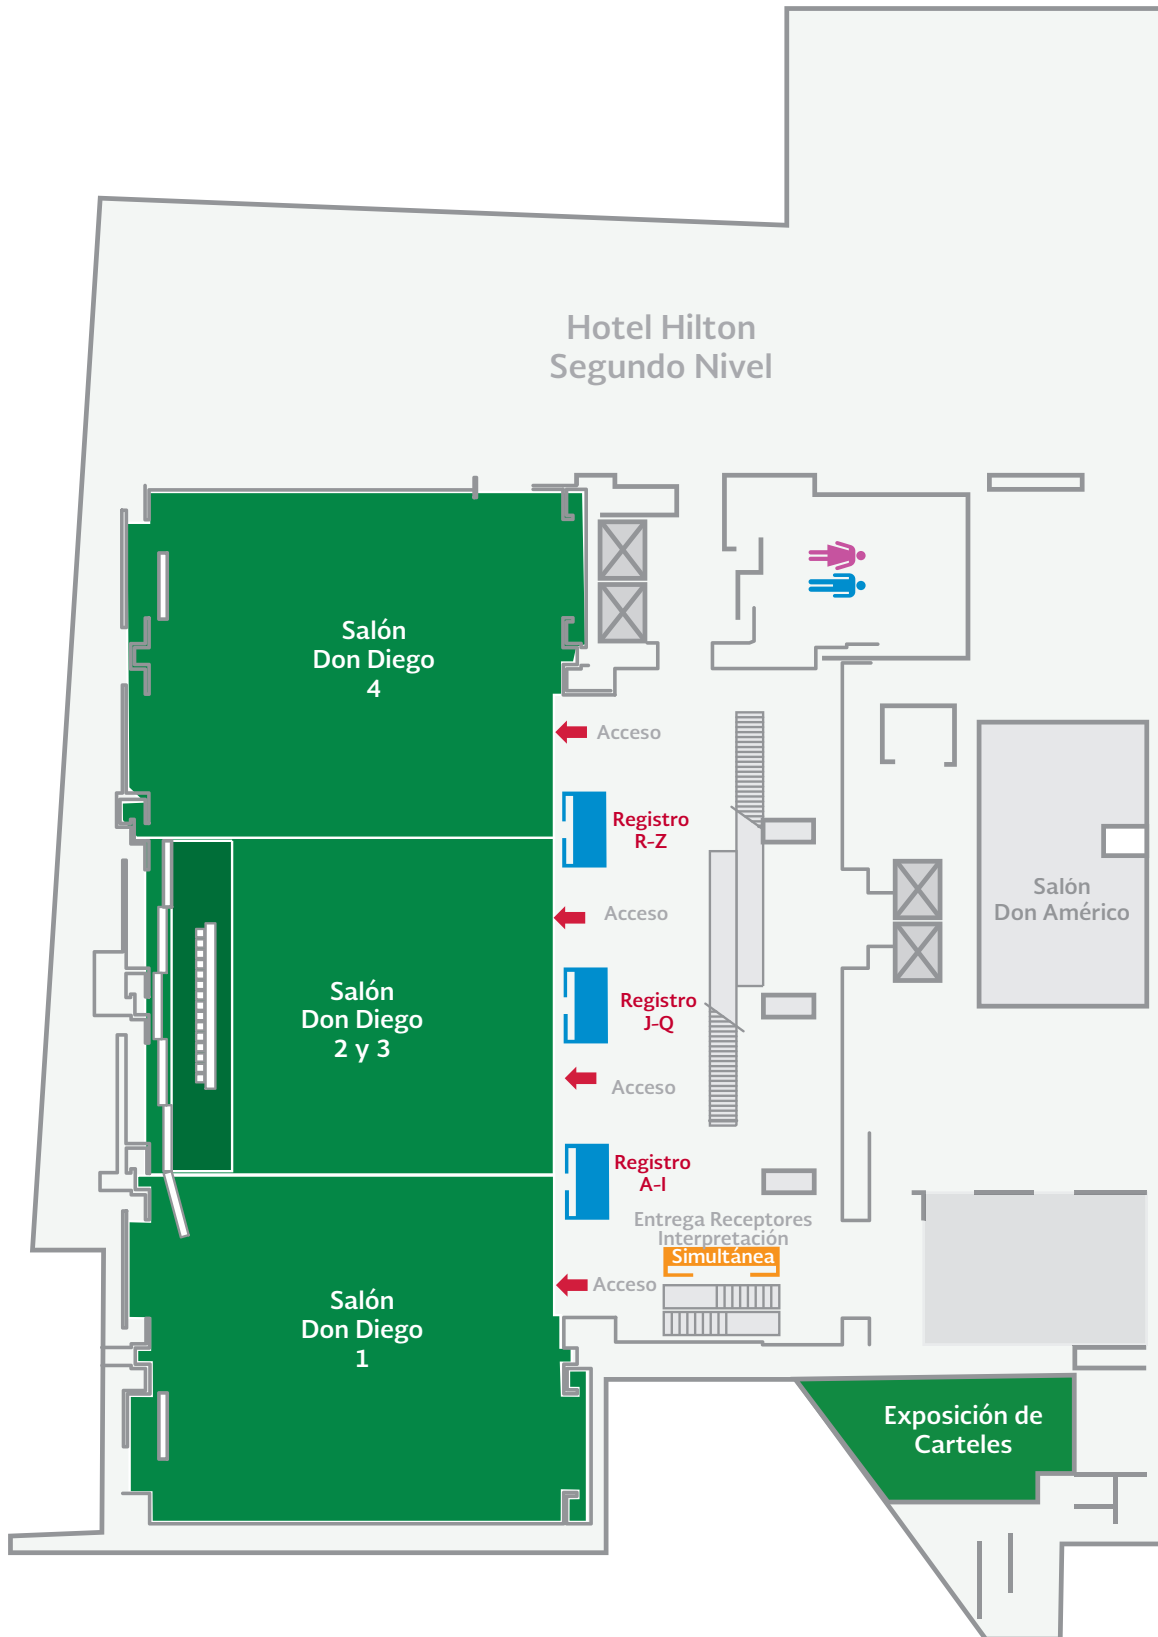 Hotel Hilton
Segundo Nivel
Salón
Don Diego
4
Acceso
Registro
R-Z
Acceso
Salón
Don Américo
Salón
Don Diego
2 y 3
Registro
J-Q
Acceso
Registro
A-I
Entrega Receptores
Interpretación
Simultánea
Acceso
Salón
Don Diego
1
Exposición de
Carteles